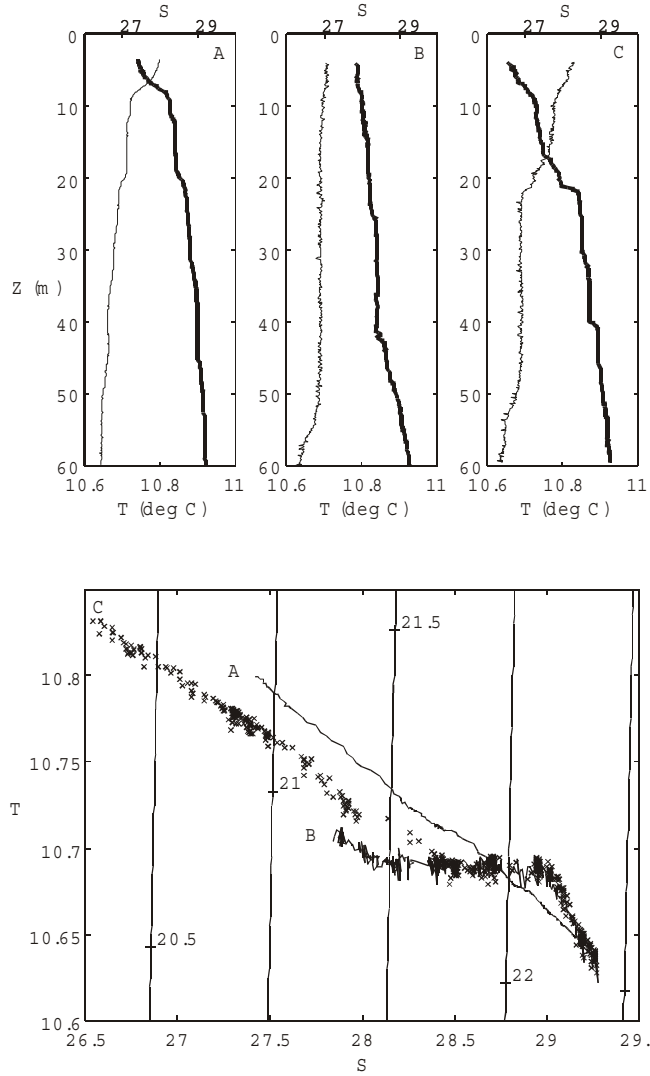 S S S
27 29 27 29 27 29
0 A 0 B 0 C
10 10 10
20 20 20
30 30 30
Z (m)
40 40 40
50 50 50
60 60 60
10.6 10.8 11 10.6 10.8 11 10.6 10.8 11
T (deg C) T (deg C) T (deg C)
C
21.5
A
10.8
10.75
21
T
B
10.7
20.5
10.65
22
10.6
26.5 27 27.5 28 28.5 29 29.
S